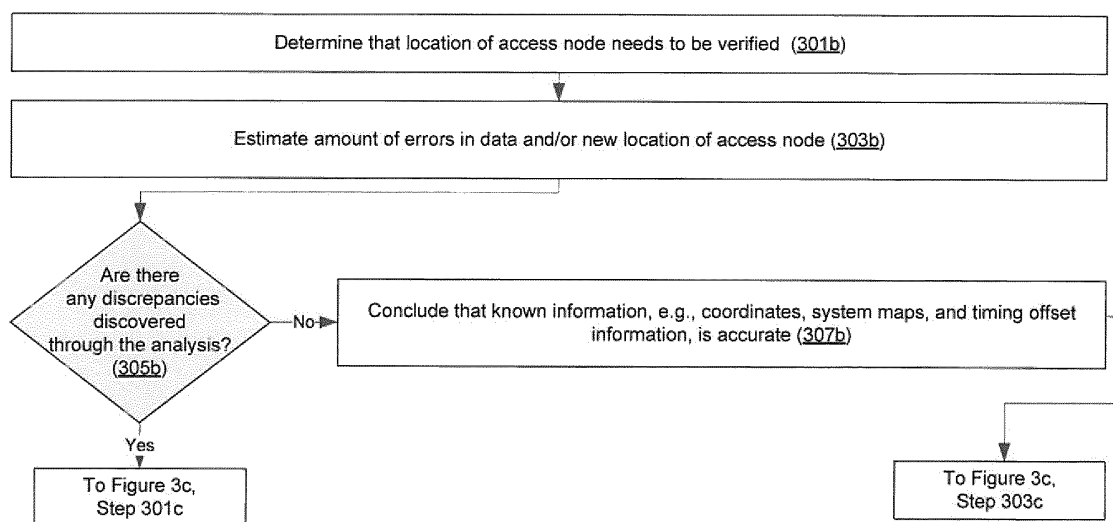 Determine that location of access node needs to be verified (301b)
Estimate amount of errors in data and/or new location of access node (303b)
Are there
any discrepancies
discovered
through the analysis?
(305b)
No
Conclude that known information, e.g., coordinates, system maps, and timing offset
information, is accurate (307b)
Yes
To Figure 3c,
Step 301c
To Figure 3c,
Step 303c